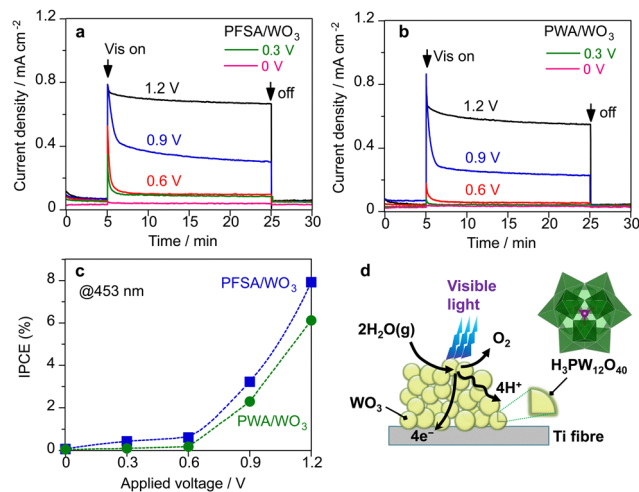 a
PFSA/WO3
Vis on
0.3 V
0 V
1.2 V
off
0.9 V
0.6 V
1.6
1.2
0.8
0.4
0
0 5 10 15 20 25 30
Time / min
Current density / mA cm⁻²
b
PWA/WO3
Vis on
0.3 V
0 V
1.2 V
off
0.9 V
0.6 V
1.6
1.2
0.8
0.4
0
0 5 10 15 20 25 30
Time / min
Current density / mA cm⁻²
c
@453 nm
PFSA/WO3
PWA/WO3
8
6
4
2
0
0 0.3 0.6 0.9 1.2
Applied voltage / V
IPCE (%)
d
Visible
light
2H2O(g)
O2
H3PW12O40
4H⁺
WO3
4e⁻
Ti fibre